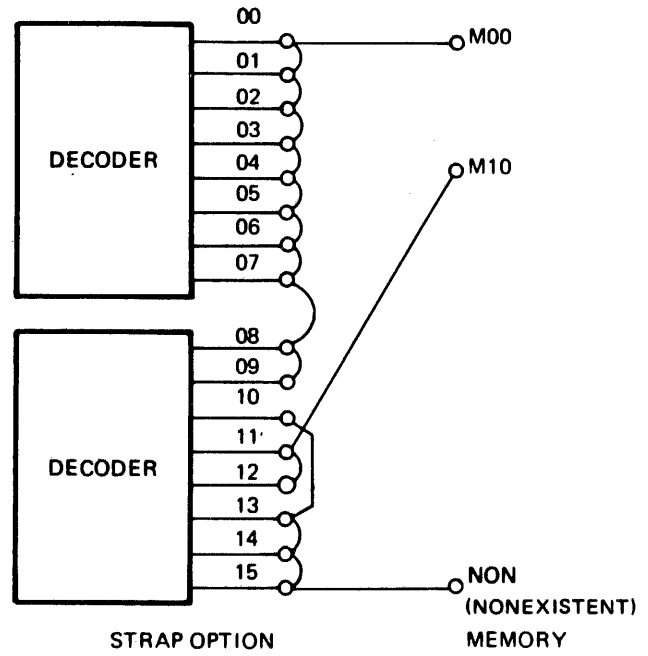 00
M00
01
02
03
DECODER
04
M10
05
06
07
08
09
10
11
DECODER
12
13
14
15
NON
(NONEXISTENT)
STRAP OPTION
MEMORY